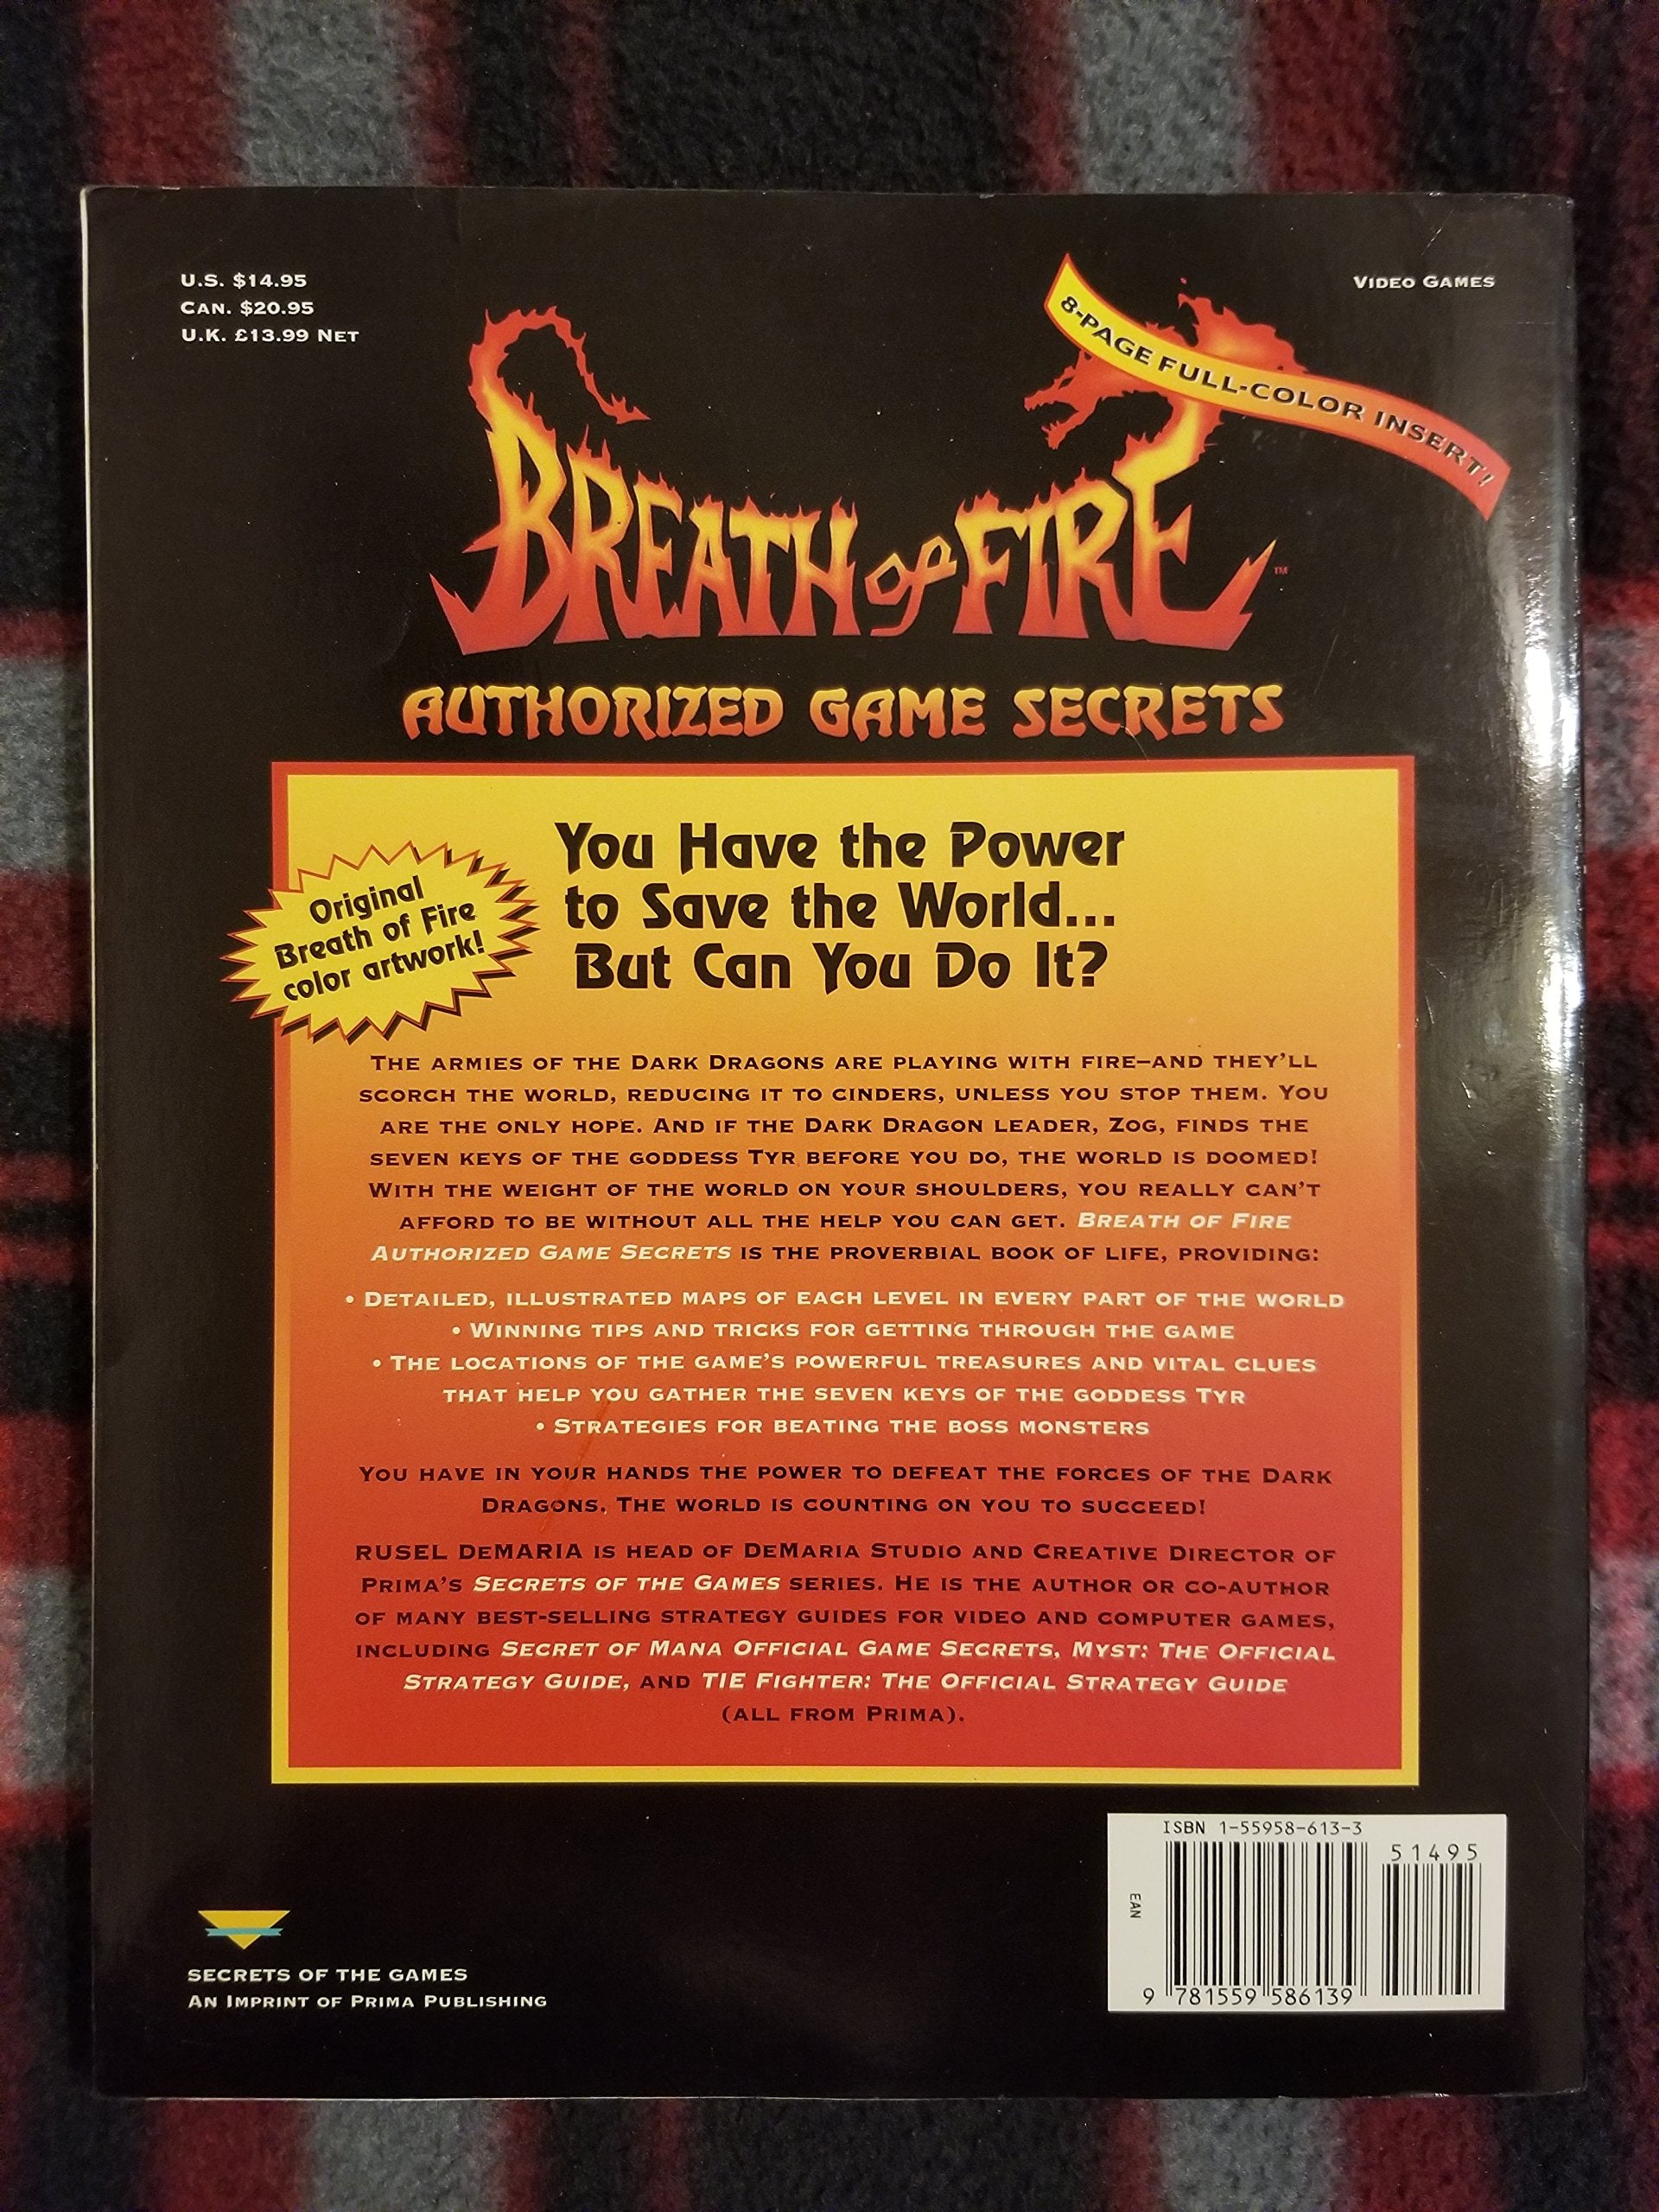 U.S. $14.95
Can. $20.95
U.K. £13.99 Net
Video Games
8-PAGE FULL-COLOR INSERT!
BREATH OF FIRE™
AUTHORIZED GAME SECRETS
Original
Breath of Fire
color artwork!
You Have the Power
to Save the World...
But Can You Do It?
The armies of the Dark Dragons are playing with fire—and they'll
scorch the world, reducing it to cinders, unless you stop them. You
are the only hope. And if the Dark Dragon leader, Zog, finds the
seven keys of the goddess Tyr before you do, the world is doomed!
With the weight of the world on your shoulders, you really can't
afford to be without all the help you can get. Breath of Fire
Authorized Game Secrets is the proverbial book of life, providing:
• Detailed, illustrated maps of each level in every part of the world
• Winning tips and tricks for getting through the game
• The locations of the game's powerful treasures and vital clues
that help you gather the seven keys of the goddess Tyr
• Strategies for beating the boss monsters
You have in your hands the power to defeat the forces of the Dark
Dragons. The world is counting on you to succeed!
RUSEL DeMARIA is head of DeMaria Studio and Creative Director of
Prima's Secrets of the Games series. He is the author or co-author
of many best-selling strategy guides for video and computer games,
including Secret of Mana Official Game Secrets, Myst: The Official
Strategy Guide, and TIE Fighter: The Official Strategy Guide
(all from Prima).
SECRETS OF THE GAMES
An Imprint of Prima Publishing
ISBN 1-55958-613-3
51495
EAN
9 781559 586139